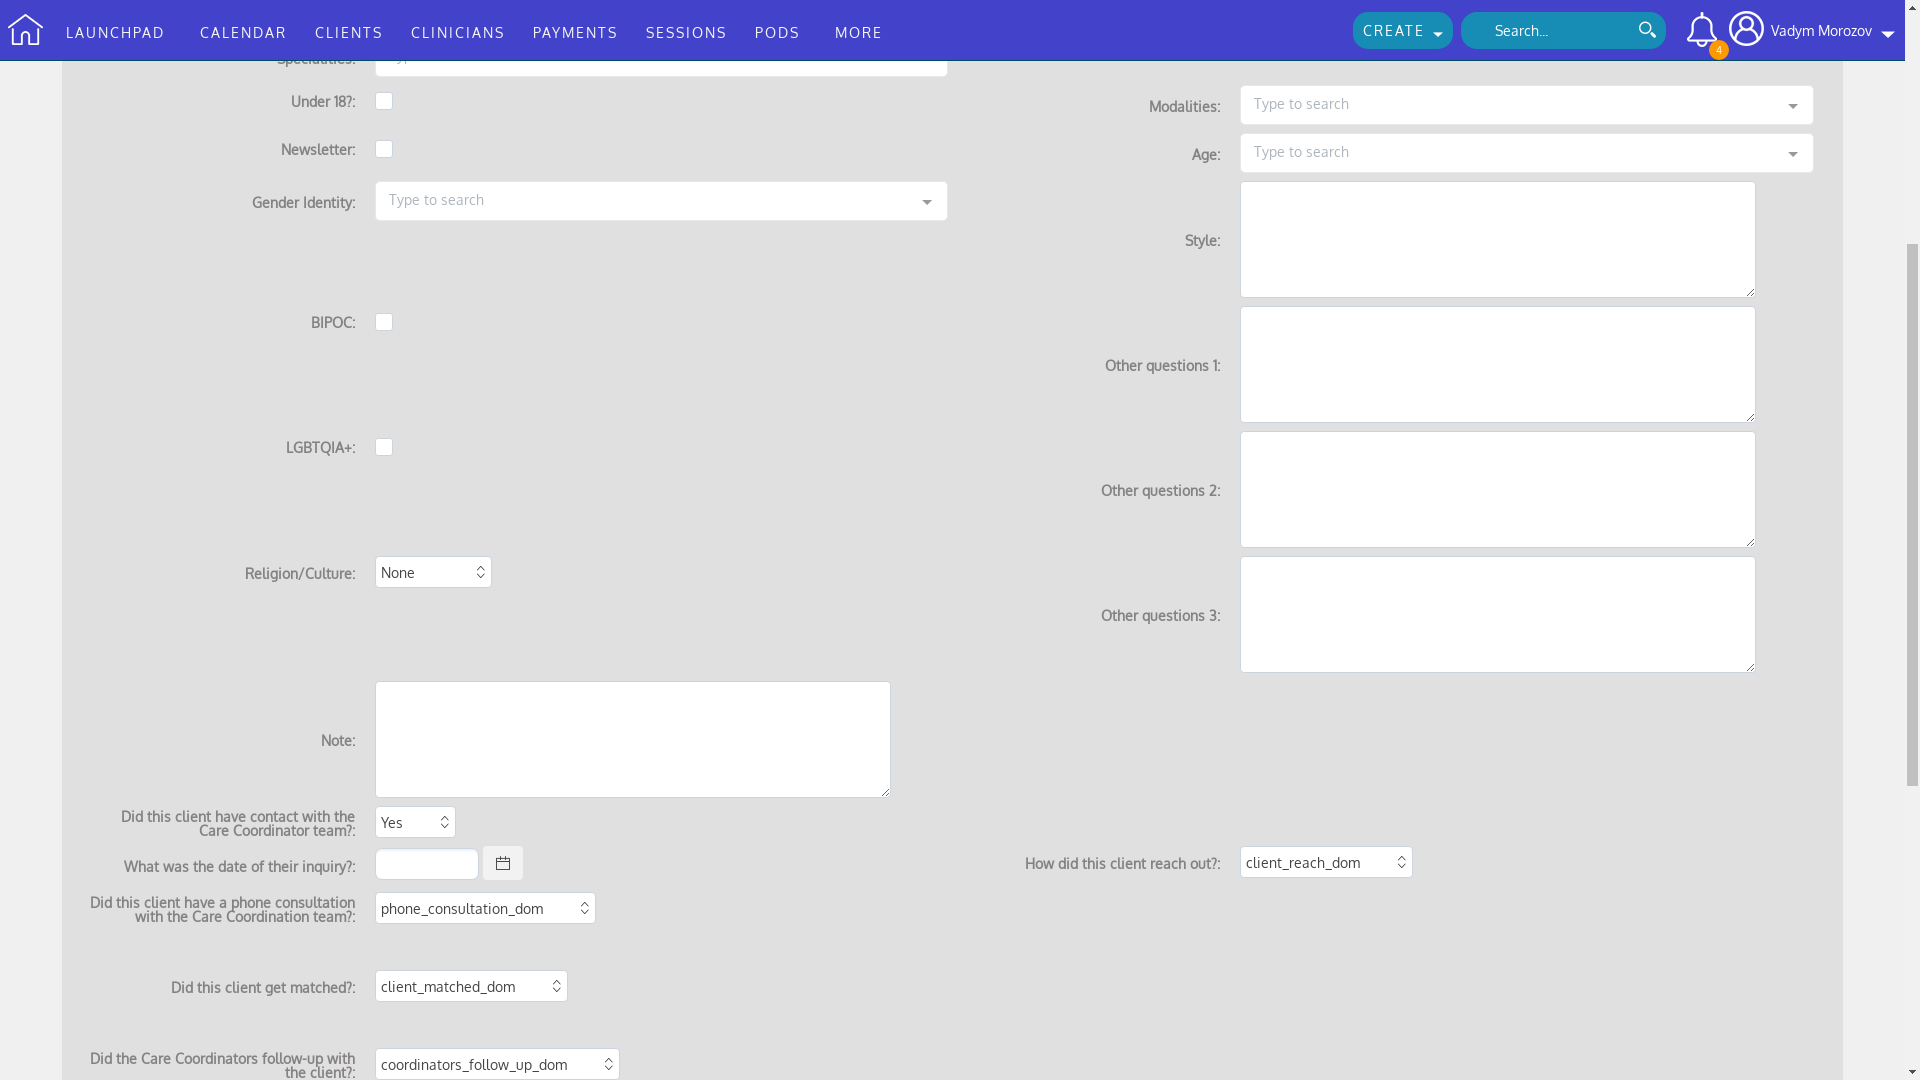 LAUNCHPAD CALENDAR CLIENTS CLINICIANS PAYMENTS SESSIONS PODS MORE CREATE Search... 4 Vadym Morozov
Specialities:
Under 18?:
Modalities: Type to search
Newsletter:
Age: Type to search
Gender Identity: Type to search
Style:
BIPOC:
Other questions 1:
LGBTQIA+:
Other questions 2:
Religion/Culture: None
Other questions 3:
Note:
Did this client have contact with the
Care Coordinator team?: Yes
What was the date of their inquiry?:
How did this client reach out?: client_reach_dom
Did this client have a phone consultation
with the Care Coordination team?: phone_consultation_dom
Did this client get matched?: client_matched_dom
Did the Care Coordinators follow-up with
the client?: coordinators_follow_up_dom